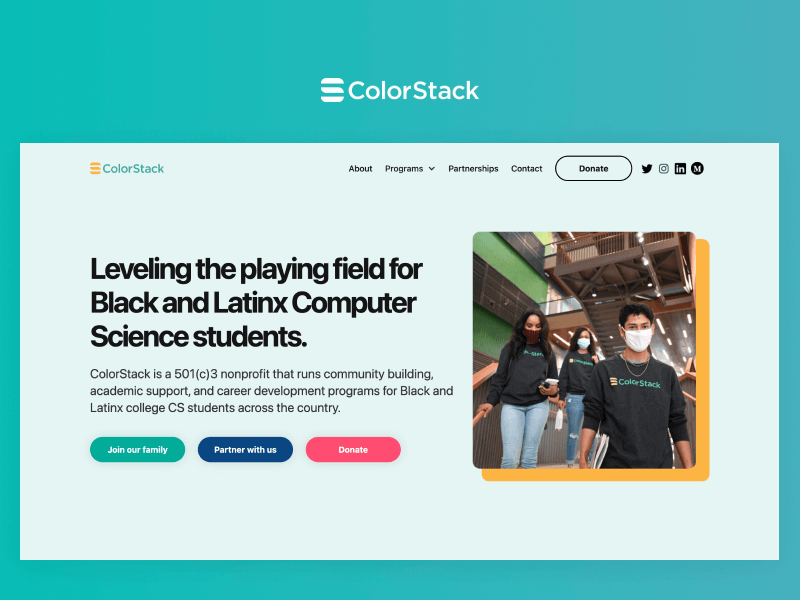 ColorStack
ColorStack
About Programs Partnerships Contact Donate
Leveling the playing field for
Black and Latinx Computer
Science students.
ColorStack is a 501(c)3 nonprofit that runs community building,
academic support, and career development programs for Black and
Latinx college CS students across the country.
Join our family Partner with us Donate
ColorStack